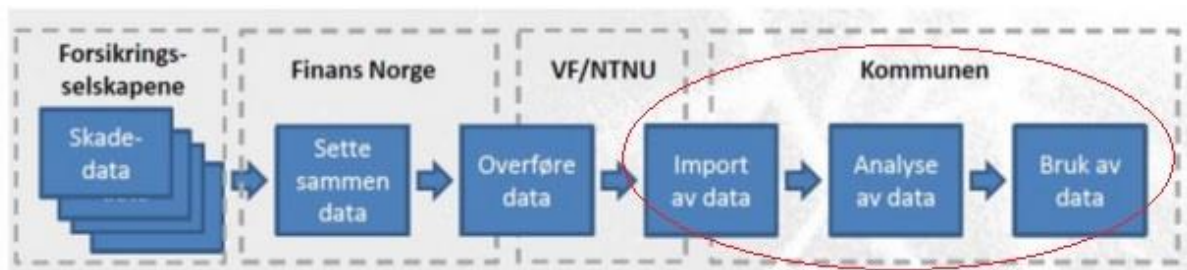 Forsikrings-
selskapene
Finans Norge
VF/NTNU
Kommunen
Skade-
data
Sette
sammen
data
Overføre
data
Import
av data
Analyse
av data
Bruk av
data